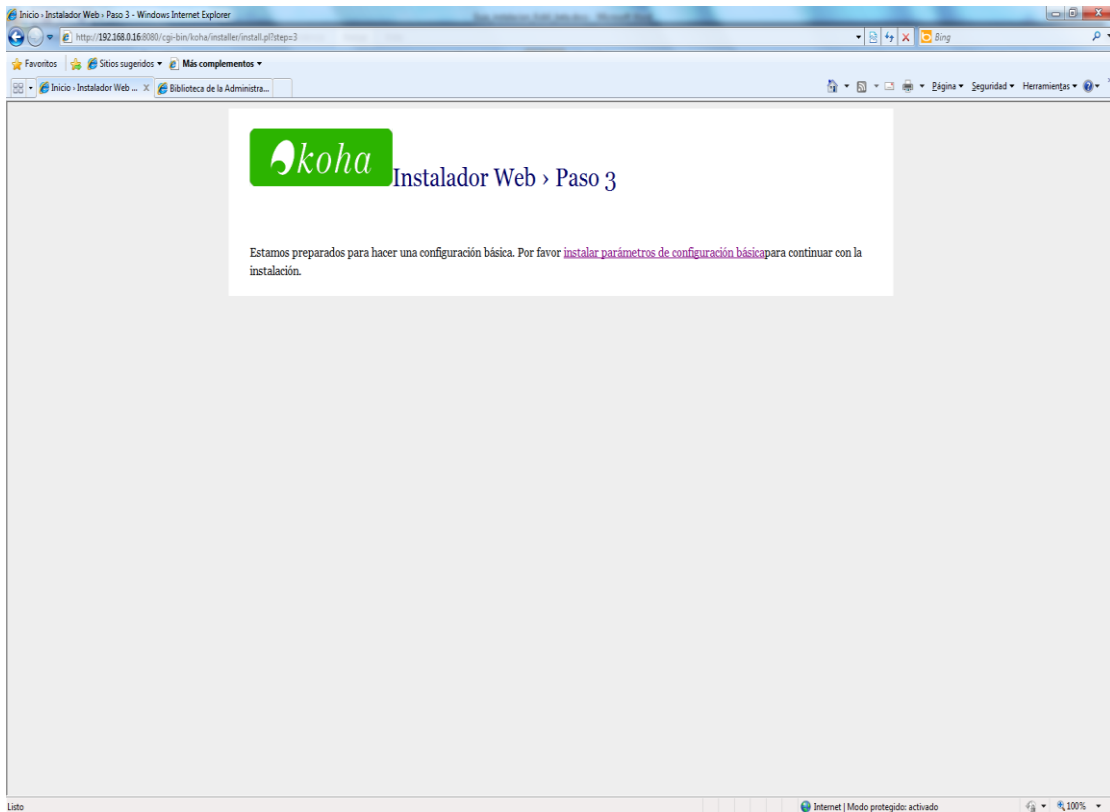 Inicio › Instalador Web › Paso 3 - Windows Internet Explorer
http://192.168.0.16:8080/cgi-bin/koha/installer/install.pl?step=3
Bing
Favoritos Sitios sugeridos Más complementos
Inicio › Instalador Web ... X Biblioteca de la Administra...
Página Seguridad Herramientas
koha
Instalador Web › Paso 3
Estamos preparados para hacer una configuración básica. Por favor instalar parámetros de configuración básicapara continuar con la
instalación.
Listo Internet | Modo protegido: activado 100%